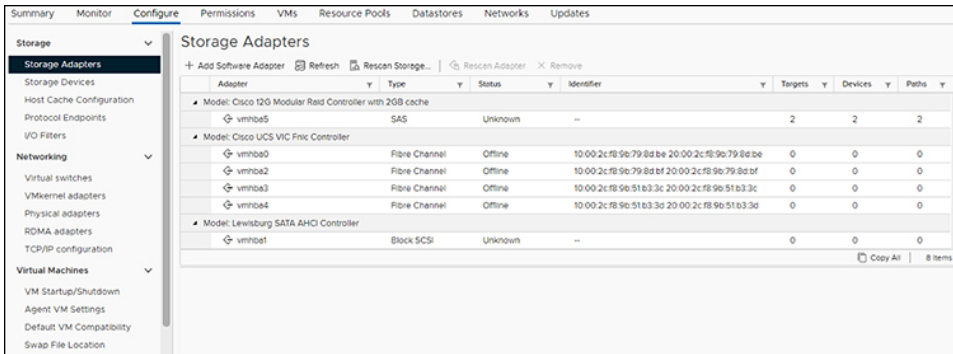 Summary Monitor Configure Permissions VMs Resource Pools Datastores Networks Updates
Storage
Storage Adapters
Storage Devices
Host Cache Configuration
Protocol Endpoints
I/O Filters
Networking
Virtual switches
VMkernel adapters
Physical adapters
RDMA adapters
TCP/IP configuration
Virtual Machines
VM Startup/Shutdown
Agent VM Settings
Default VM Compatibility
Swap File Location
Storage Adapters
+ Add Software Adapter Refresh Rescan Storage... | Rescan Adapter × Remove
Adapter Type Status Identifier Targets Devices Paths
Model: Cisco 12G Modular Raid Controller with 2GB cache
vmhba5 SAS Unknown -- 2 2 2
Model: Cisco UCS VIC Fnic Controller
vmhba0 Fibre Channel Offline 10:00:2c:f8:9b:79:8d:be 20:00:2c:f8:9b:79:8d:be 0 0 0
vmhba2 Fibre Channel Offline 10:00:2c:f8:9b:79:8d:bf 20:00:2c:f8:9b:79:8d:bf 0 0 0
vmhba3 Fibre Channel Offline 10:00:2c:f8:9b:51:b3:3c 20:00:2c:f8:9b:51:b3:3c 0 0 0
vmhba4 Fibre Channel Offline 10:00:2c:f8:9b:51:b3:3d 20:00:2c:f8:9b:51:b3:3d 0 0 0
Model: Lewisburg SATA AHCI Controller
vmhba1 Block SCSI Unknown -- 0 0 0
Copy All | 8 items